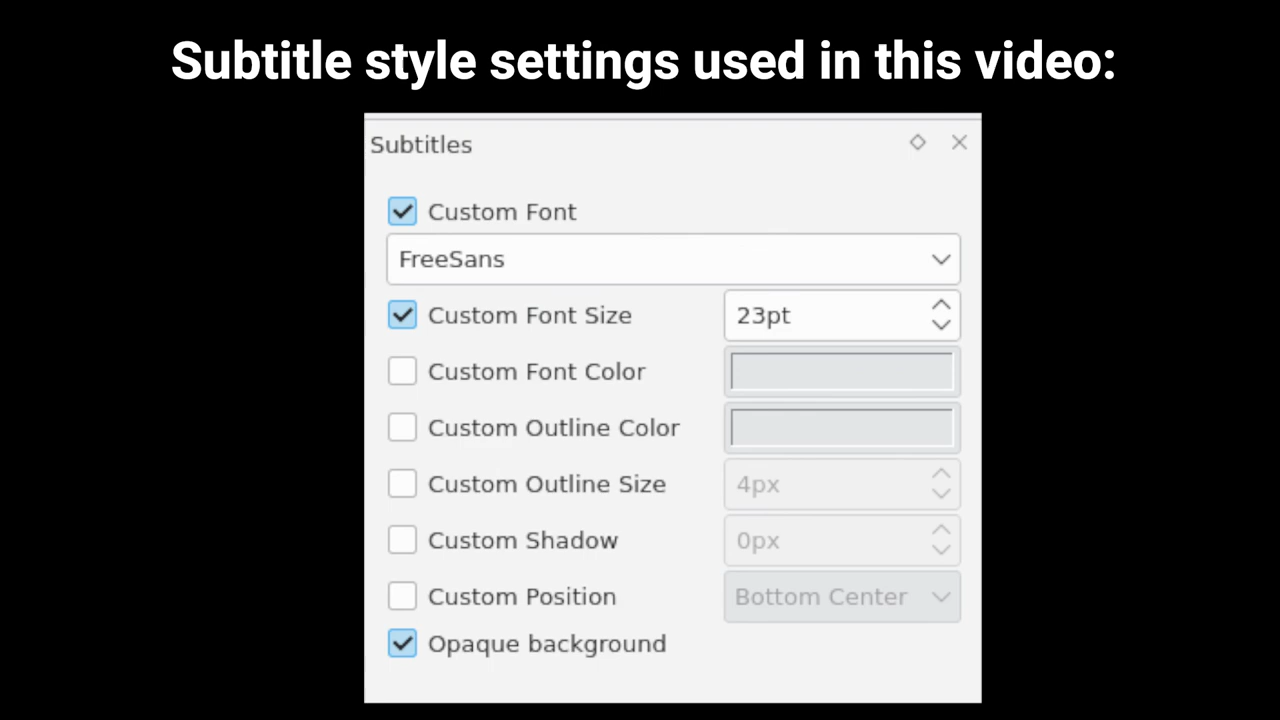 Subtitle style settings used in this video:
Subtitles
Custom Font
FreeSans
Custom Font Size 23pt
Custom Font Color
Custom Outline Color
Custom Outline Size 4px
Custom Shadow 0px
Custom Position Bottom Center
Opaque background